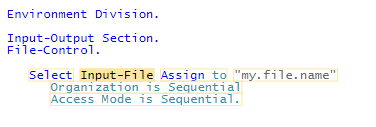 Environment Division.
Input-Output Section.
File-Control.
Select Input-File Assign to "my.file.name"
Organization is Sequential
Access Mode is Sequential.